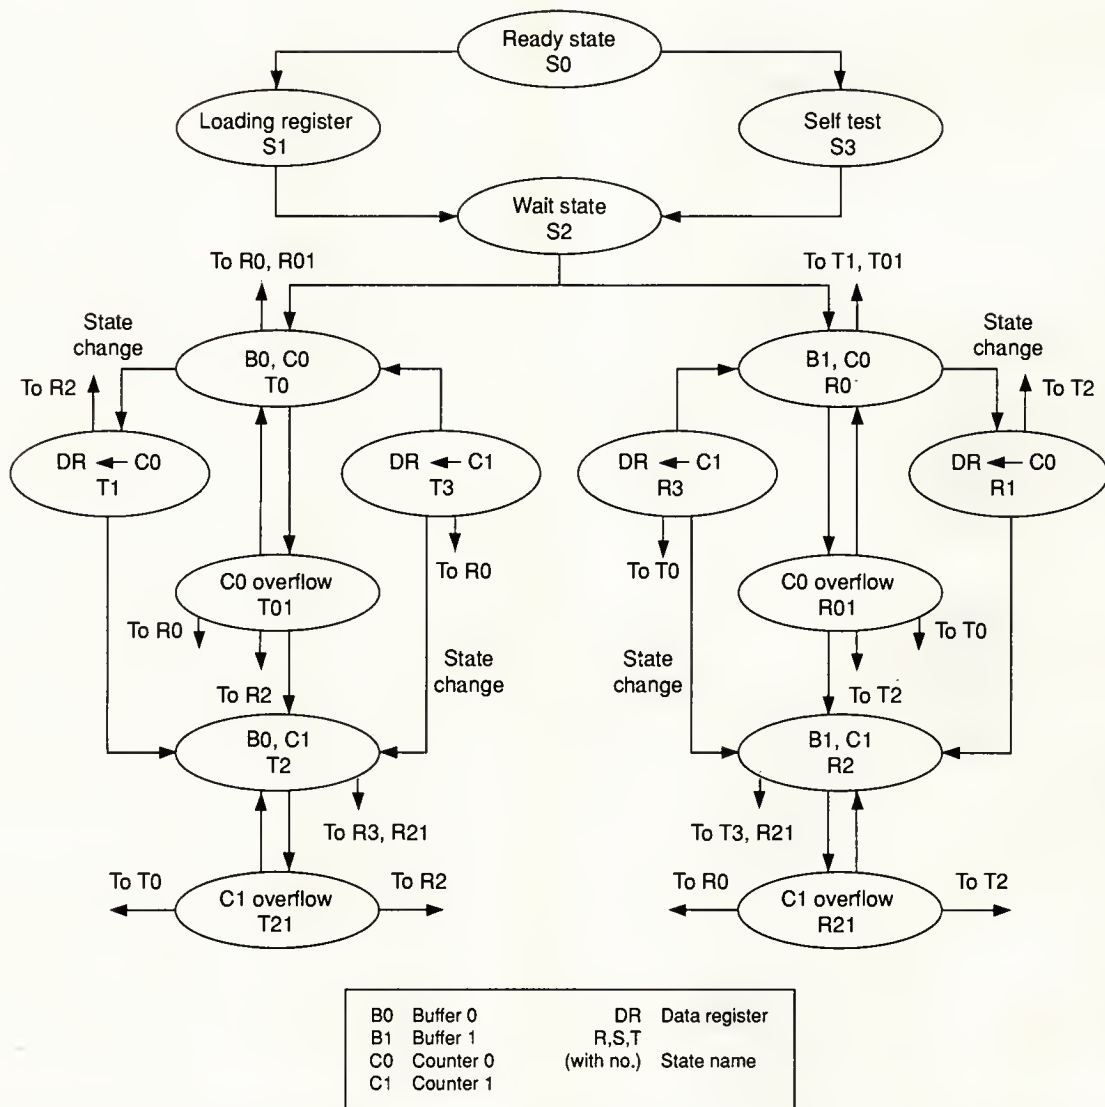 Ready state
S0
Loading register
S1
Self test
S3
Wait state
S2
To R0, R01
To T1, T01
State
change
B0, C0
T0
B1, C0
R0
State
change
To R2
To T2
DR C0
T1
DR C1
T3
DR C1
R3
DR C0
R1
To R0
To T0
C0 overflow
T01
C0 overflow
R01
To R0
To T0
State
change
State
change
To R2
To T2
B0, C1
T2
B1, C1
R2
To R3, R21
To T3, R21
To T0
To R2
To R0
To T2
C1 overflow
T21
C1 overflow
R21
B0 Buffer 0 DR Data register
B1 Buffer 1 R,S,T
C0 Counter 0 (with no.) State name
C1 Counter 1